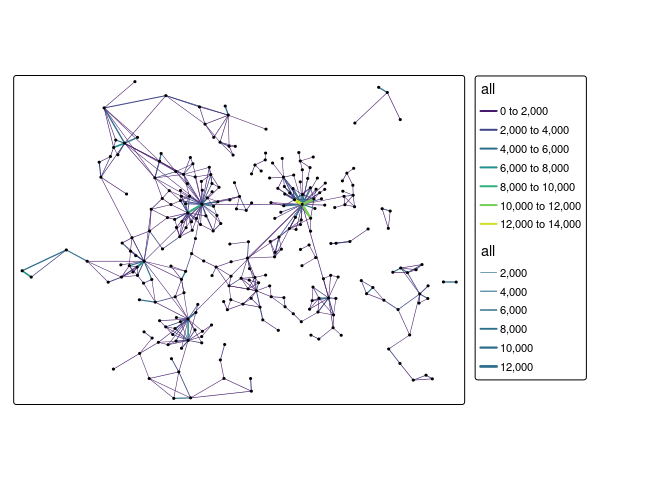 all
0 to 2,000
2,000 to 4,000
4,000 to 6,000
6,000 to 8,000
8,000 to 10,000
10,000 to 12,000
12,000 to 14,000
all
2,000
4,000
6,000
8,000
10,000
12,000